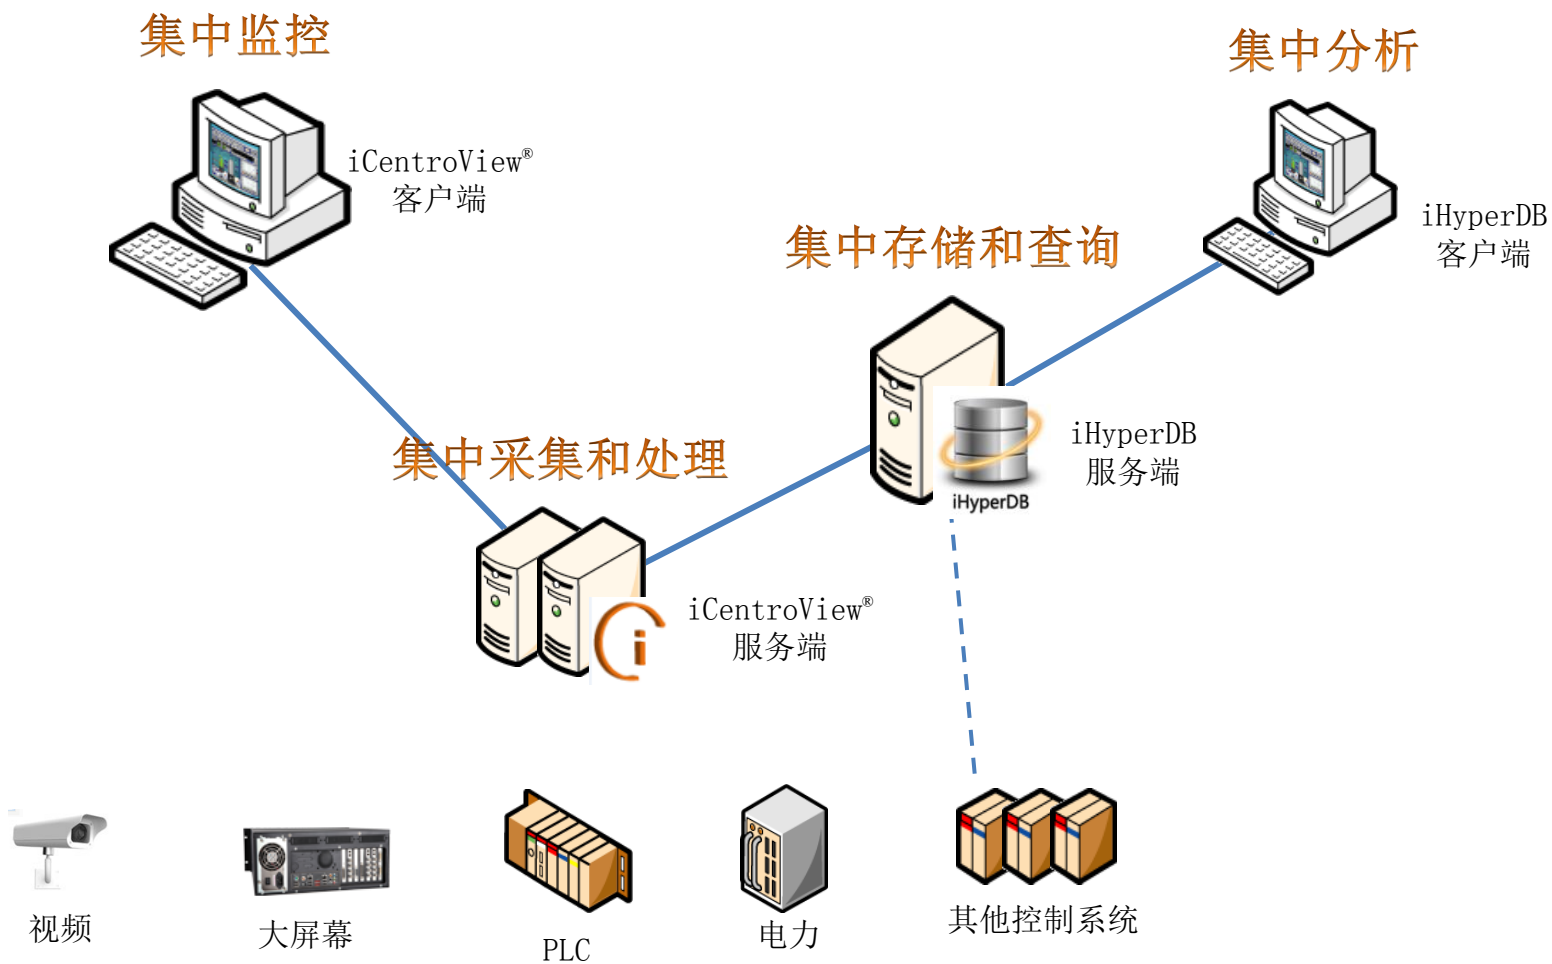 集中监控
集中分析
iCentroView®
客户端
iHyperDB
客户端
集中存储和查询
集中采集和处理
iHyperDB
服务端
iHyperDB
iCentroView®
服务端
i
视频
大屏幕
PLC
电力
其他控制系统